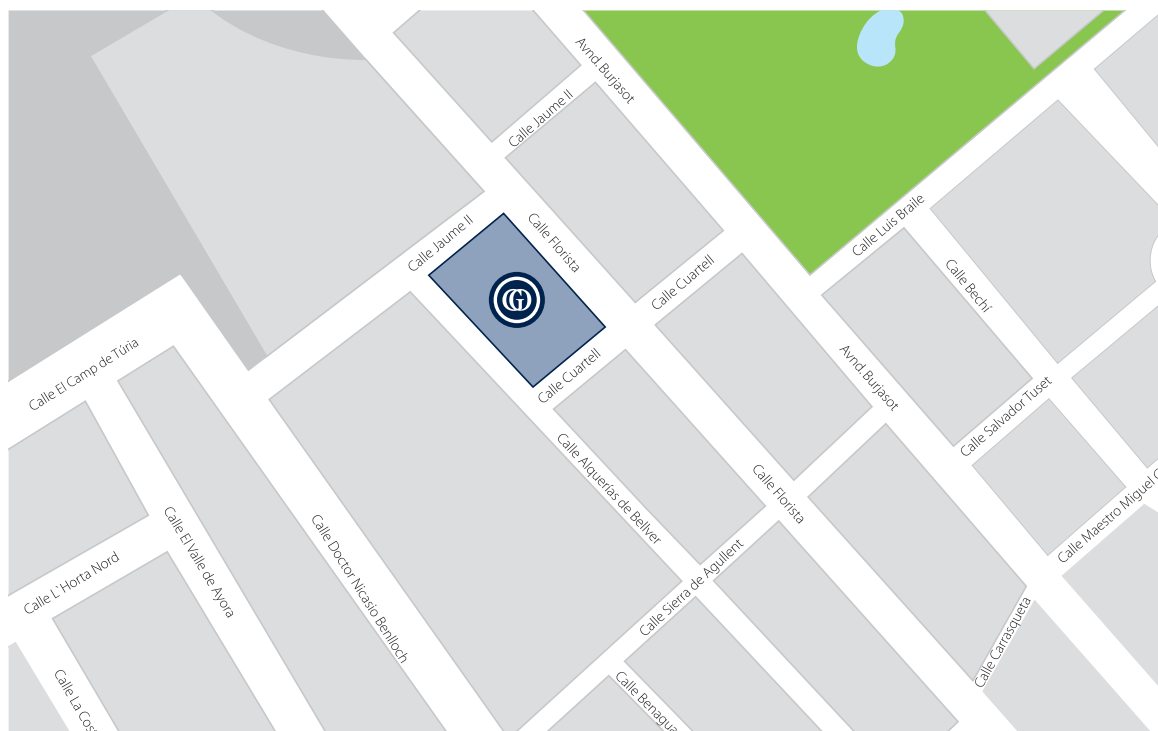 Avnd. Burjasot
Calle Jaume II
Calle Luis Braile
Calle Jaume II
Calle Florista
Calle Cuartell
Calle Bechí
Calle El Camp de Túria
Calle Cuartell
Avnd. Burjasot
Calle Salvador Tuset
Calle Alquerías de Bellver
Calle Florista
Calle Maestro Miguel
Calle El Valle de Ayora
Calle Doctor Nicasio Benlloch
Calle L' Horta Nord
Calle Sierra de Agullent
Calle Carrasqueta
Calle La
Calle